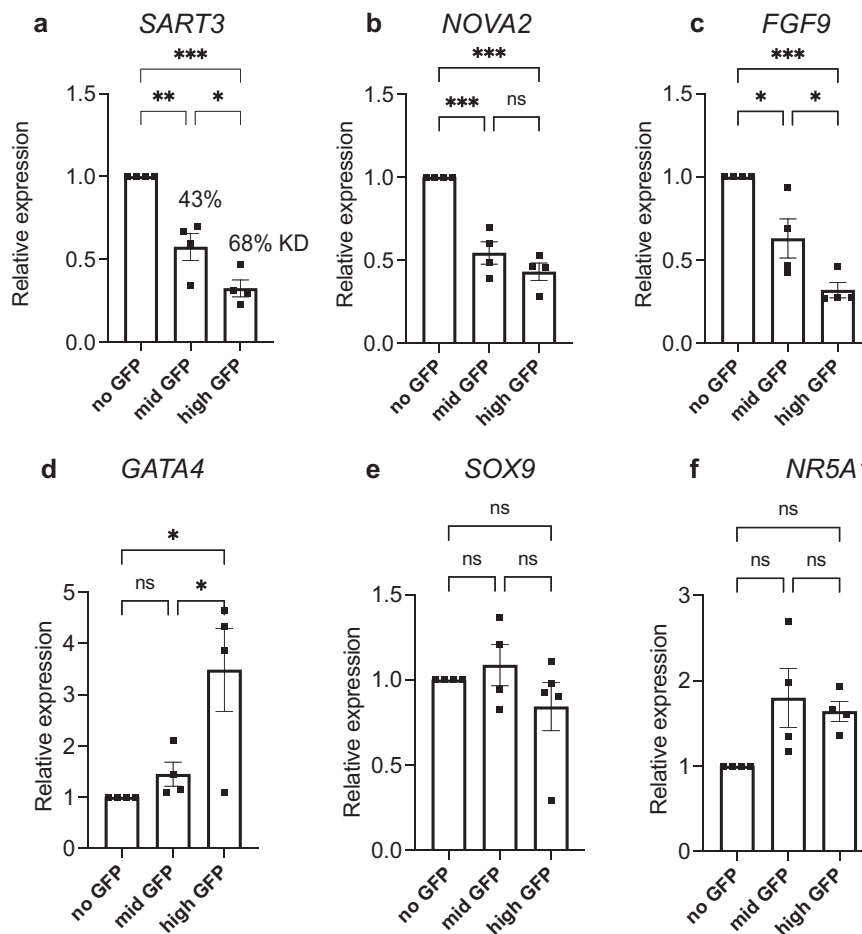 a SART3
***
** *
1.5
1.0
0.5
0.0
Relative expression
43%
68% KD
no GFP
mid GFP
high GFP
b NOVA2
***
*** ns
1.5
1.0
0.5
0.0
Relative expression
no GFP
mid GFP
high GFP
c FGF9
***
* *
1.5
1.0
0.5
0.0
Relative expression
no GFP
mid GFP
high GFP
d GATA4
*
ns *
5
4
3
2
1
0
Relative expression
no GFP
mid GFP
high GFP
e SOX9
ns
ns ns
1.5
1.0
0.5
0.0
Relative expression
no GFP
mid GFP
high GFP
f NR5A1
ns
ns ns
3
2
1
0
Relative expression
no GFP
mid GFP
high GFP